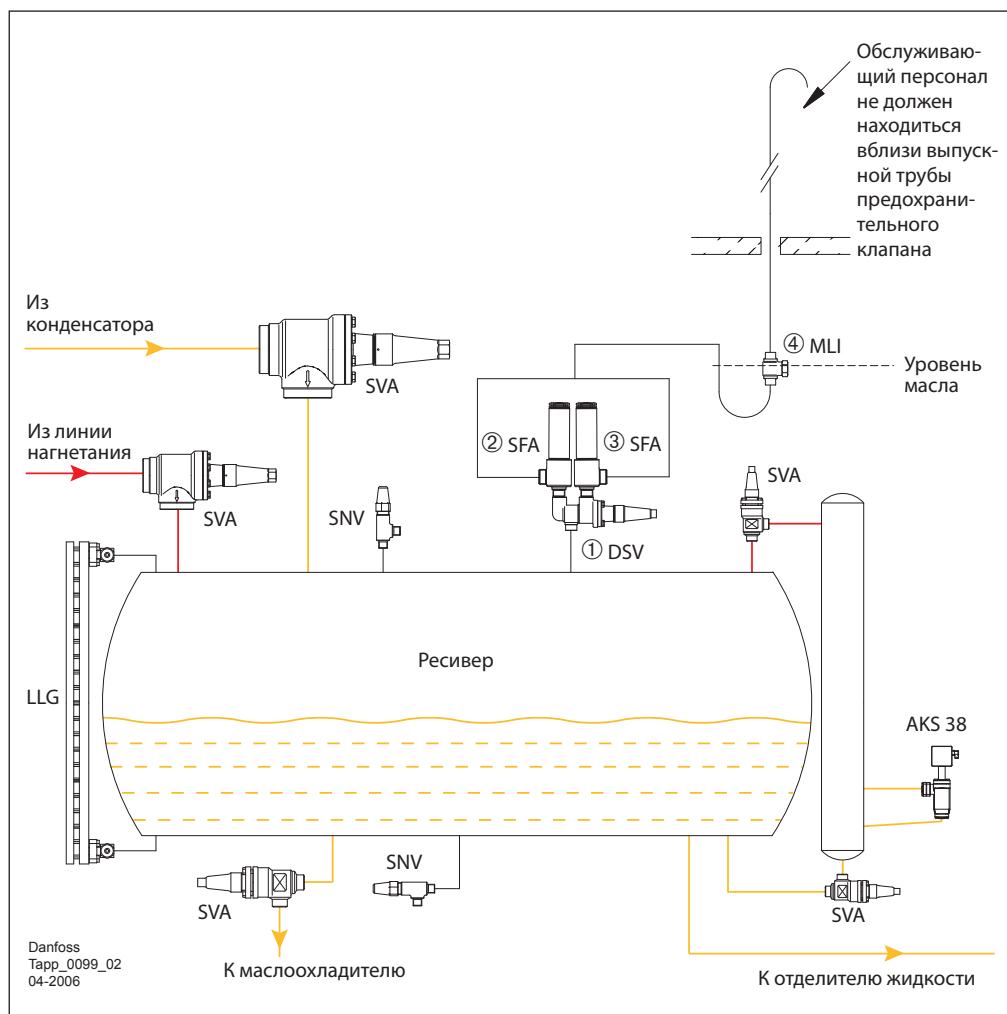 Обслуживаю-
щий персонал
не должен
находиться
вблизи выпуск-
ной трубы
предохрани-
тельного
клапана
Из
конденсатора
SVA
④ MLI
Уровень
масла
Из линии
нагнетания
SVA
② SFA
③ SFA
SNV
① DSV
SVA
Ресивер
LLG
AKS 38
SVA
SNV
SVA
К маслоохладителю
К отделителю жидкости
Danfoss
Tapp_0099_02
04-2006